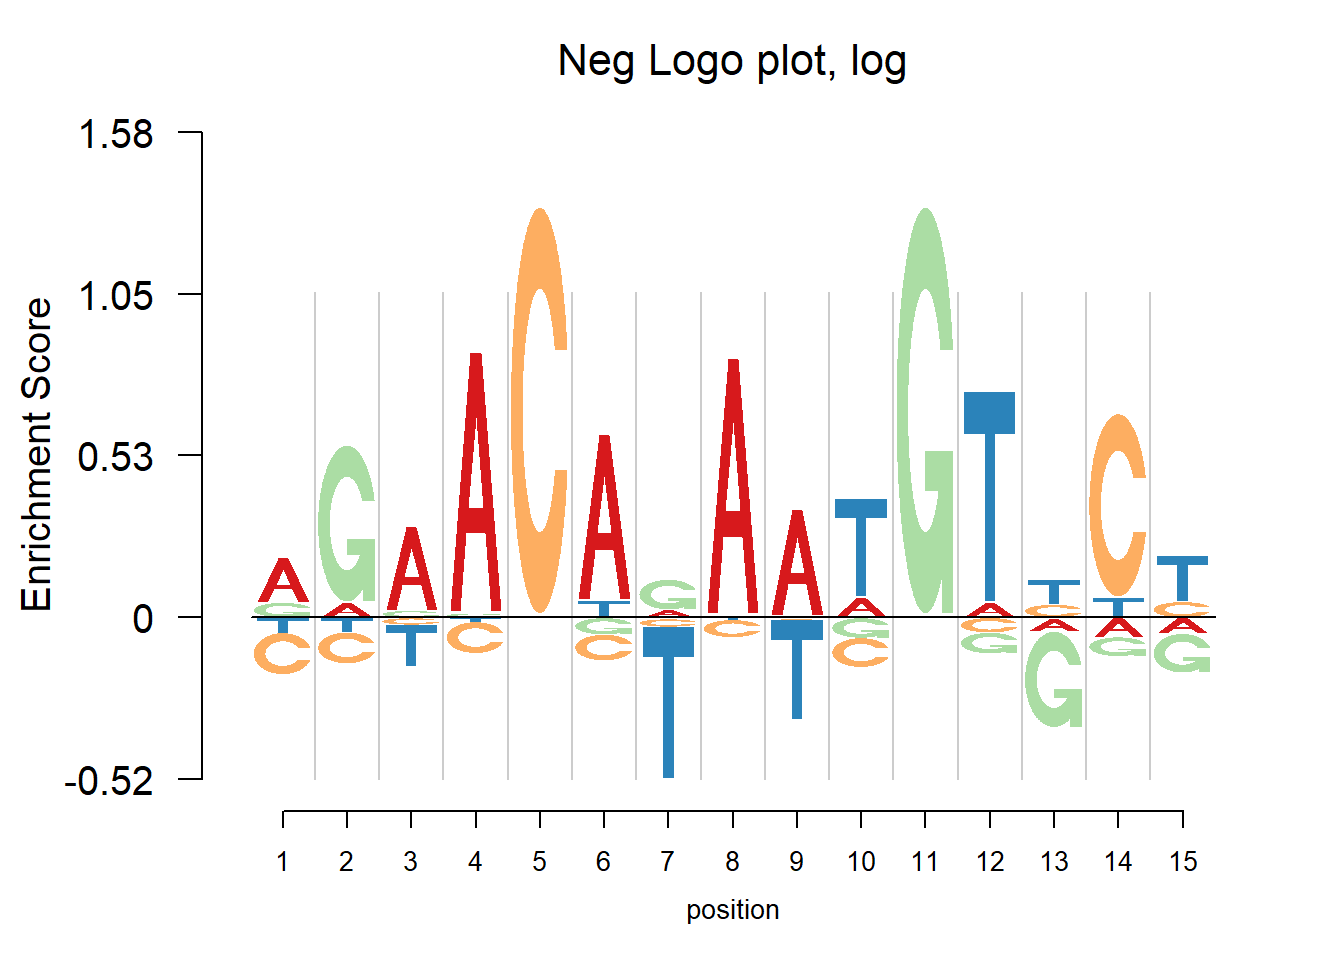 Neg Logo plot, log
1.58
1.05
0.53
0
-0.52
Enrichment Score
A G A A C A G A A T G T T C T
G A G G T A A A C T C
T T C T G C T T G C A A A
C C T C C T C T C G G G G
1 2 3 4 5 6 7 8 9 10 11 12 13 14 15
position